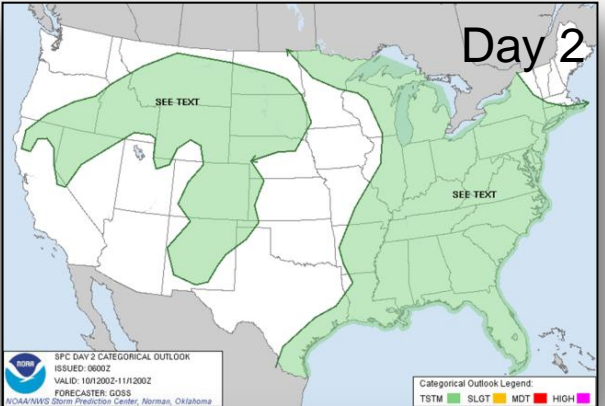 Day 2
SEE TEXT
SEE TEXT
NOAA
SPC DAY 2 CATEGORICAL OUTLOOK
ISSUED: 0600Z
VALID: 10/1200Z-11/1200Z
FORECASTER: GOSS
NOAA/NWS Storm Prediction Center, Norman, Oklahoma
Categorical Outlook Legend:
TSTM SLGT MDT HIGH